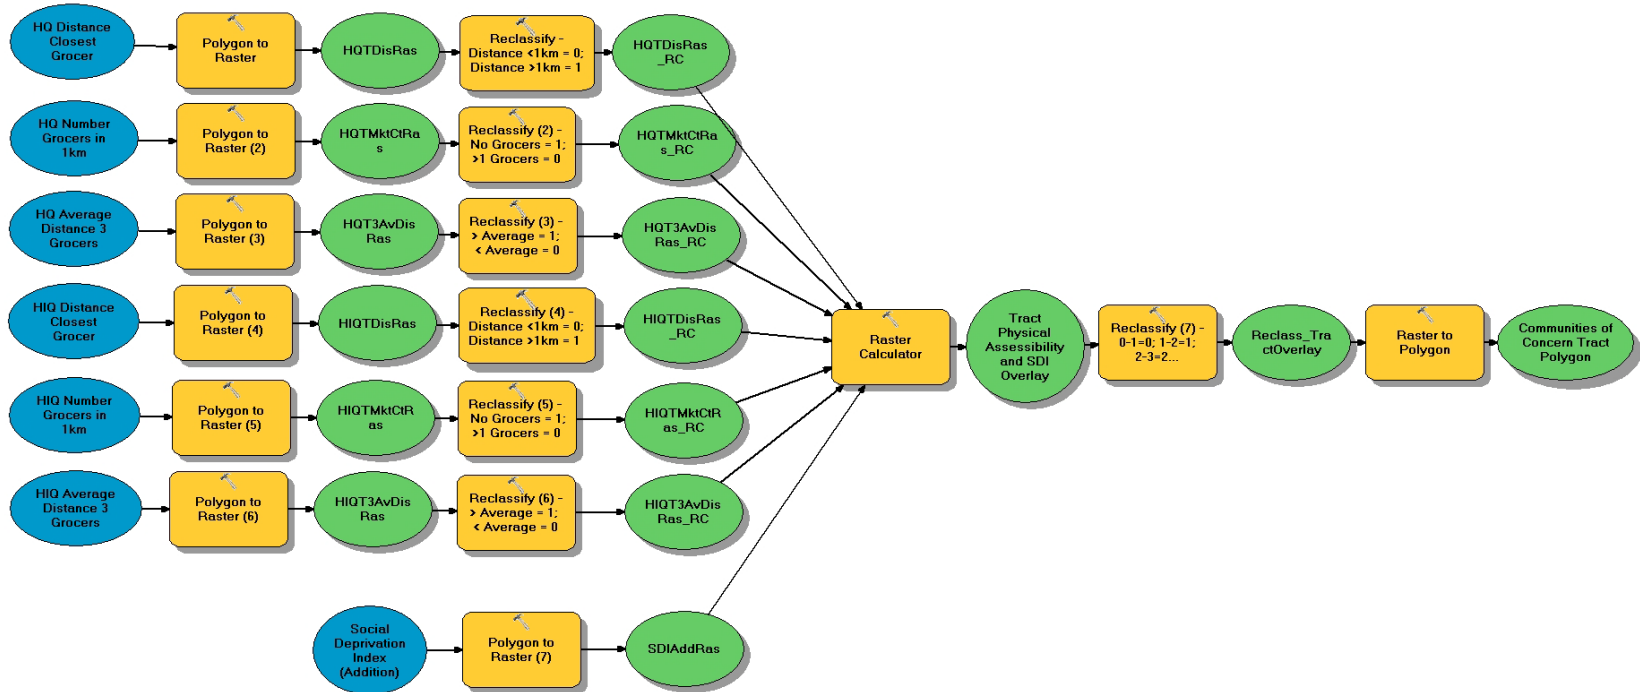 HQ Distance
Closest
Grocer
Polygon to
Raster
HQTDisRas
Reclassify -
Distance <1km = 0;
Distance >1km = 1
HQTDisRas
_RC
HQ Number
Grocers in
1km
Polygon to
Raster (2)
HQTMktCtRa
s
Reclassify (2) -
No Grocers = 1;
>1 Grocers = 0
HQTMktCtRa
s_RC
HQ Average
Distance 3
Grocers
Polygon to
Raster (3)
HQT3AvDis
Ras
Reclassify (3) -
> Average = 1;
< Average = 0
HQT3AvDis
Ras_RC
HIQ Distance
Closest
Grocer
Polygon to
Raster (4)
HIQTDisRas
Reclassify (4) -
Distance <1km = 0;
Distance >1km = 1
HIQTDisRas
_RC
Raster
Calculator
Tract
Physical
Assessibility
and SDI
Overlay
Reclassify (7) -
0-1=0; 1-2=1;
2-3=2...
Reclass_Tra
ctOverlay
Raster to
Polygon
Communities of
Concern Tract
Polygon
HIQ Number
Grocers in
1km
Polygon to
Raster (5)
HIQTMktCtR
as
Reclassify (5) -
No Grocers = 1;
>1 Grocers = 0
HIQTMktCtR
as_RC
HIQ Average
Distance 3
Grocers
Polygon to
Raster (6)
HIQT3AvDis
Ras
Reclassify (6) -
> Average = 1;
< Average = 0
HIQT3AvDis
Ras_RC
Social
Deprivation
Index
(Addition)
Polygon to
Raster (7)
SDIAddRas